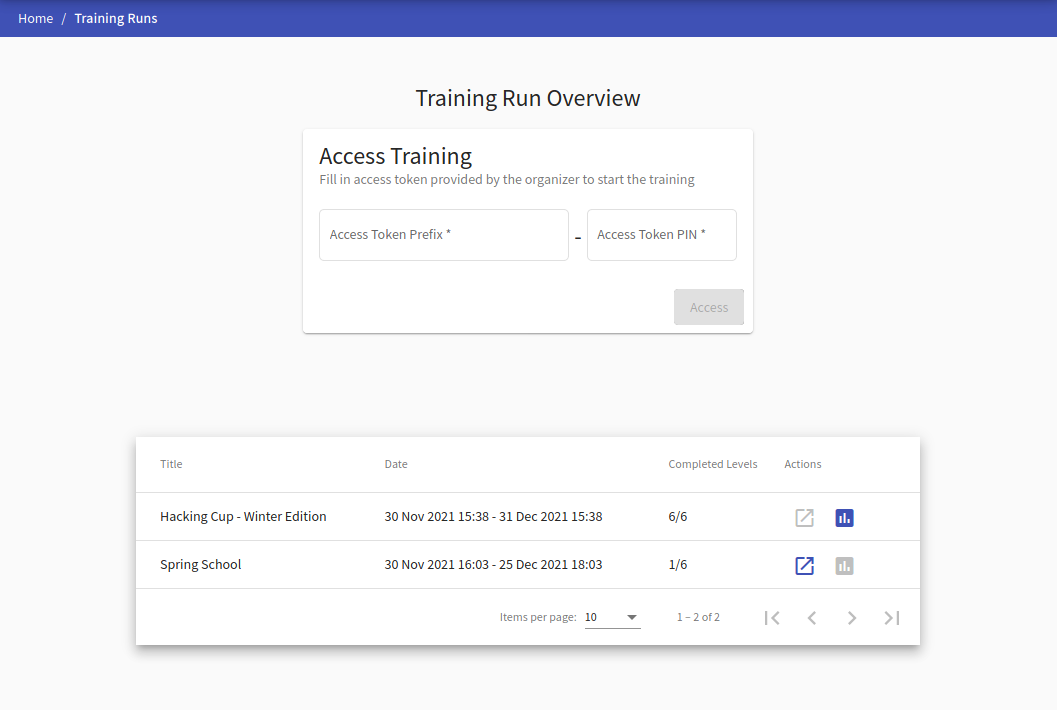 Home / Training Runs
Training Run Overview
Access Training
Fill in access token provided by the organizer to start the training
Access Token Prefix * - Access Token PIN *
Access
Title Date Completed Levels Actions
Hacking Cup - Winter Edition 30 Nov 2021 15:38 - 31 Dec 2021 15:38 6/6
Spring School 30 Nov 2021 16:03 - 25 Dec 2021 18:03 1/6
Items per page: 10 1 – 2 of 2